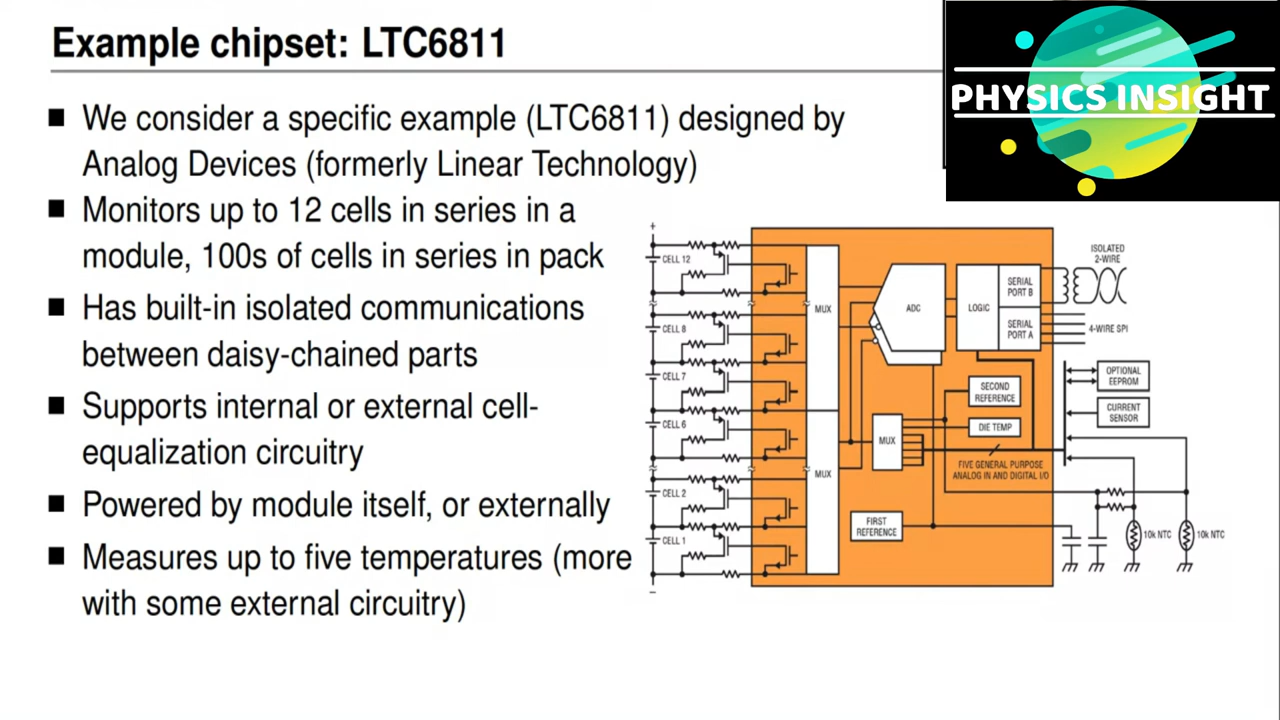 Example chipset: LTC6811
PHYSICS INSIGHT
■ We consider a specific example (LTC6811) designed by
Analog Devices (formerly Linear Technology)
■ Monitors up to 12 cells in series in a
module, 100s of cells in series in pack
■ Has built-in isolated communications
between daisy-chained parts
■ Supports internal or external cell-
equalization circuitry
■ Powered by module itself, or externally
■ Measures up to five temperatures (more
with some external circuitry)
+
CELL 12
CELL 8
CELL 7
CELL 6
CELL 2
CELL 1
–
MUX
MUX
ADC
LOGIC
SERIAL
PORT B
SERIAL
PORT A
ISOLATED
2-WIRE
4-WIRE SPI
SECOND
REFERENCE
DIE TEMP
MUX
FIVE GENERAL PURPOSE
ANALOG IN AND DIGITAL I/O
FIRST
REFERENCE
OPTIONAL
EEPROM
CURRENT
SENSOR
10k NTC
10k NTC